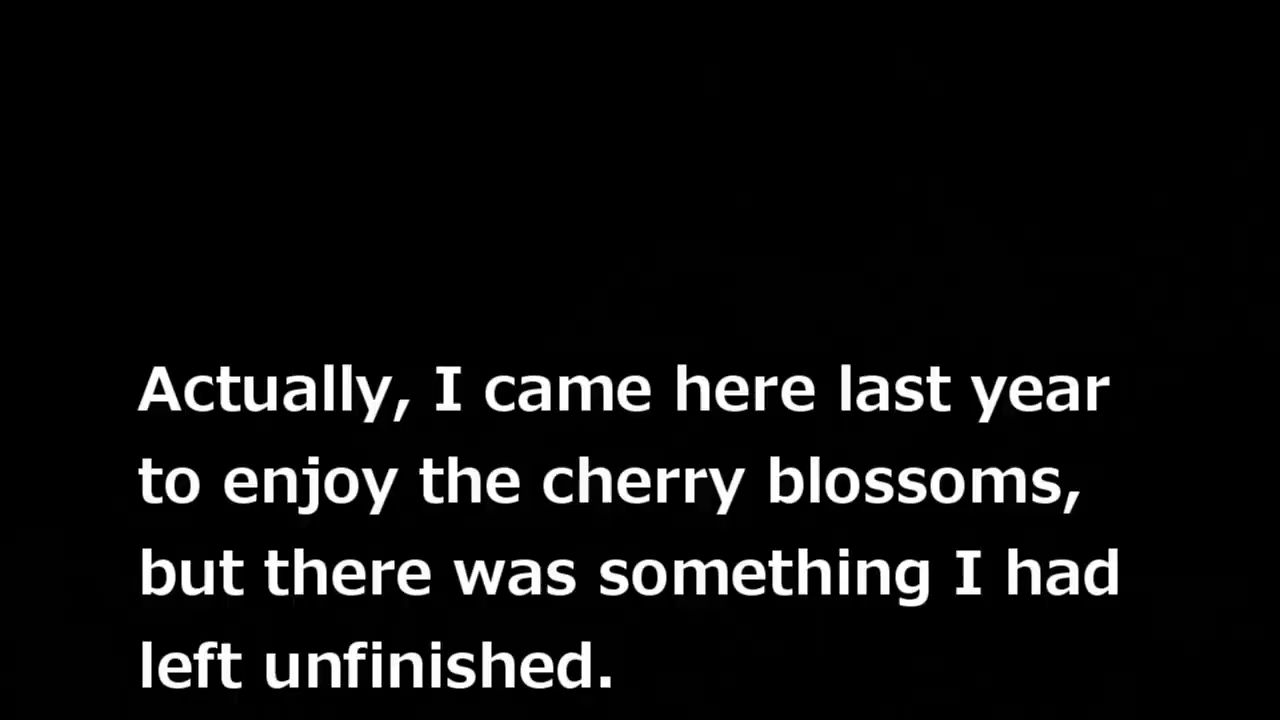 Actually, I came here last year
to enjoy the cherry blossoms,
but there was something I had
left unfinished.